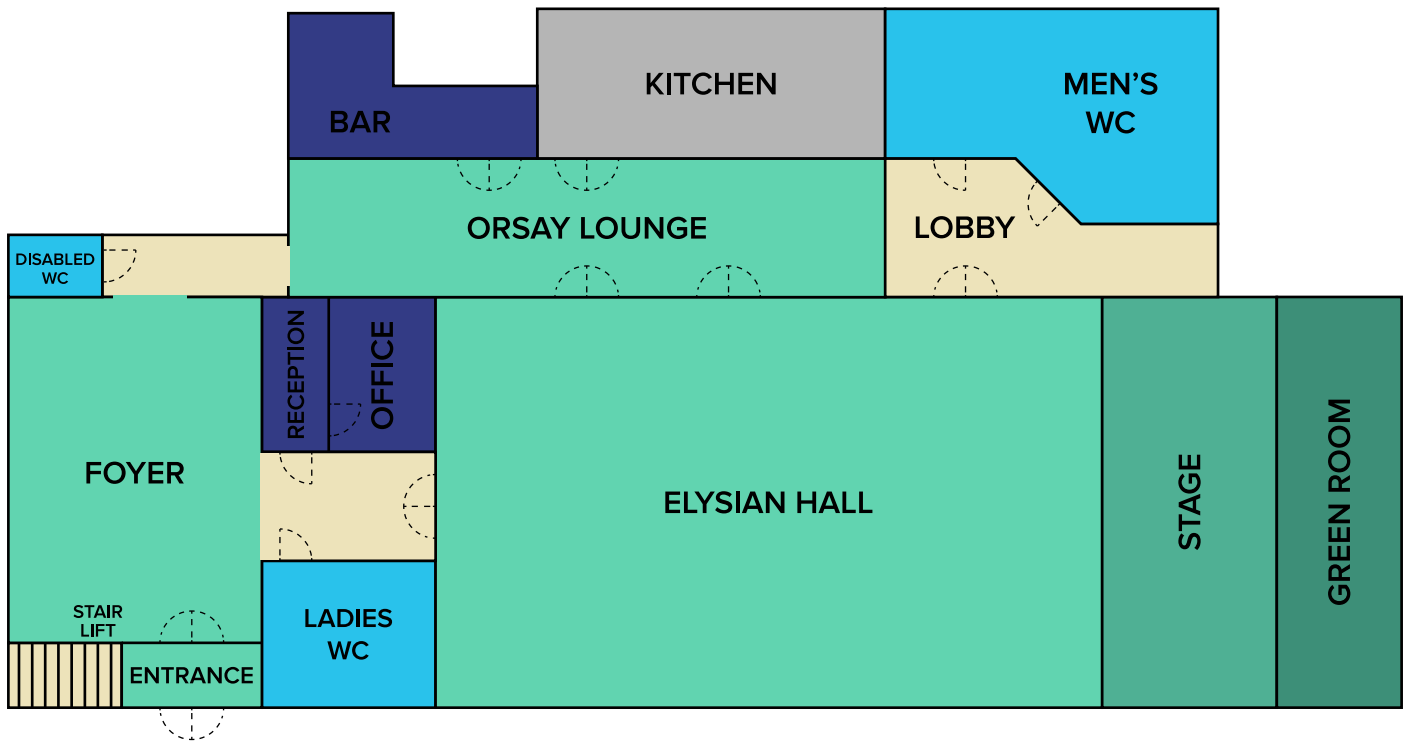 KITCHEN
MEN’S
WC
BAR
ORSAY LOUNGE
LOBBY
DISABLED
WC
RECEPTION
OFFICE
FOYER
ELYSIAN HALL
STAGE
GREEN ROOM
STAIR
LIFT
LADIES
WC
ENTRANCE